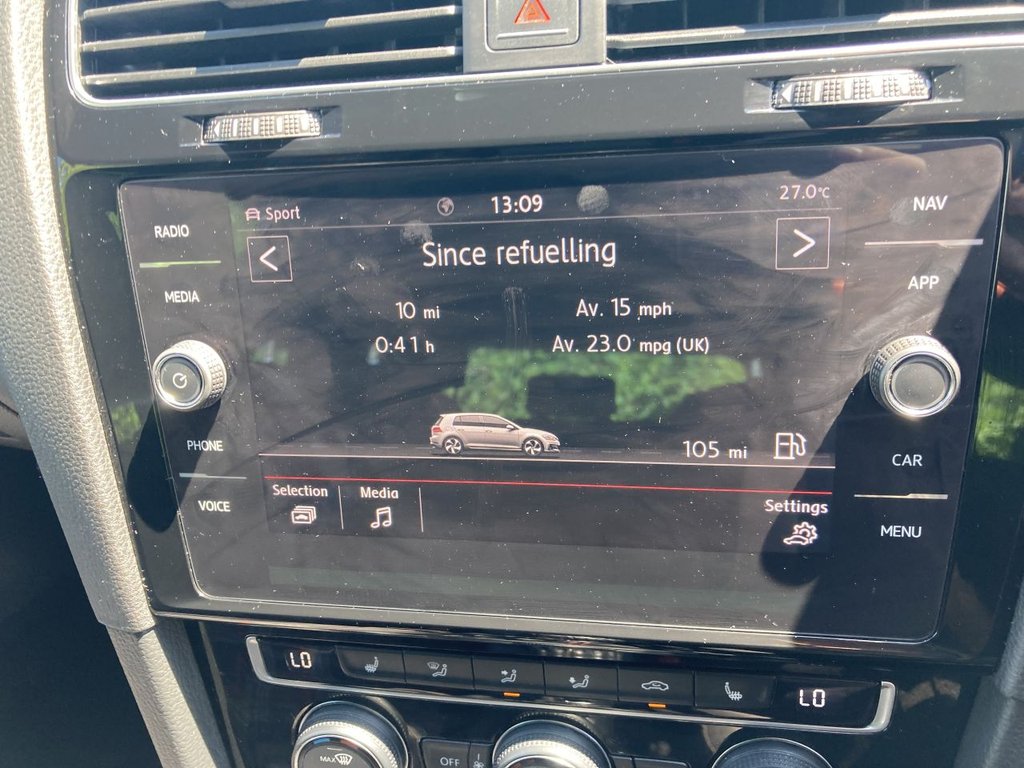 Sport 13:09 27.0°C
RADIO
NAV
< Since refuelling >
MEDIA
APP
10 mi Av. 15 mph
0:41 h Av. 23.0 mpg (UK)
PHONE
105 mi
CAR
Selection Media Settings
VOICE
MENU
LO LO
MAX OFF